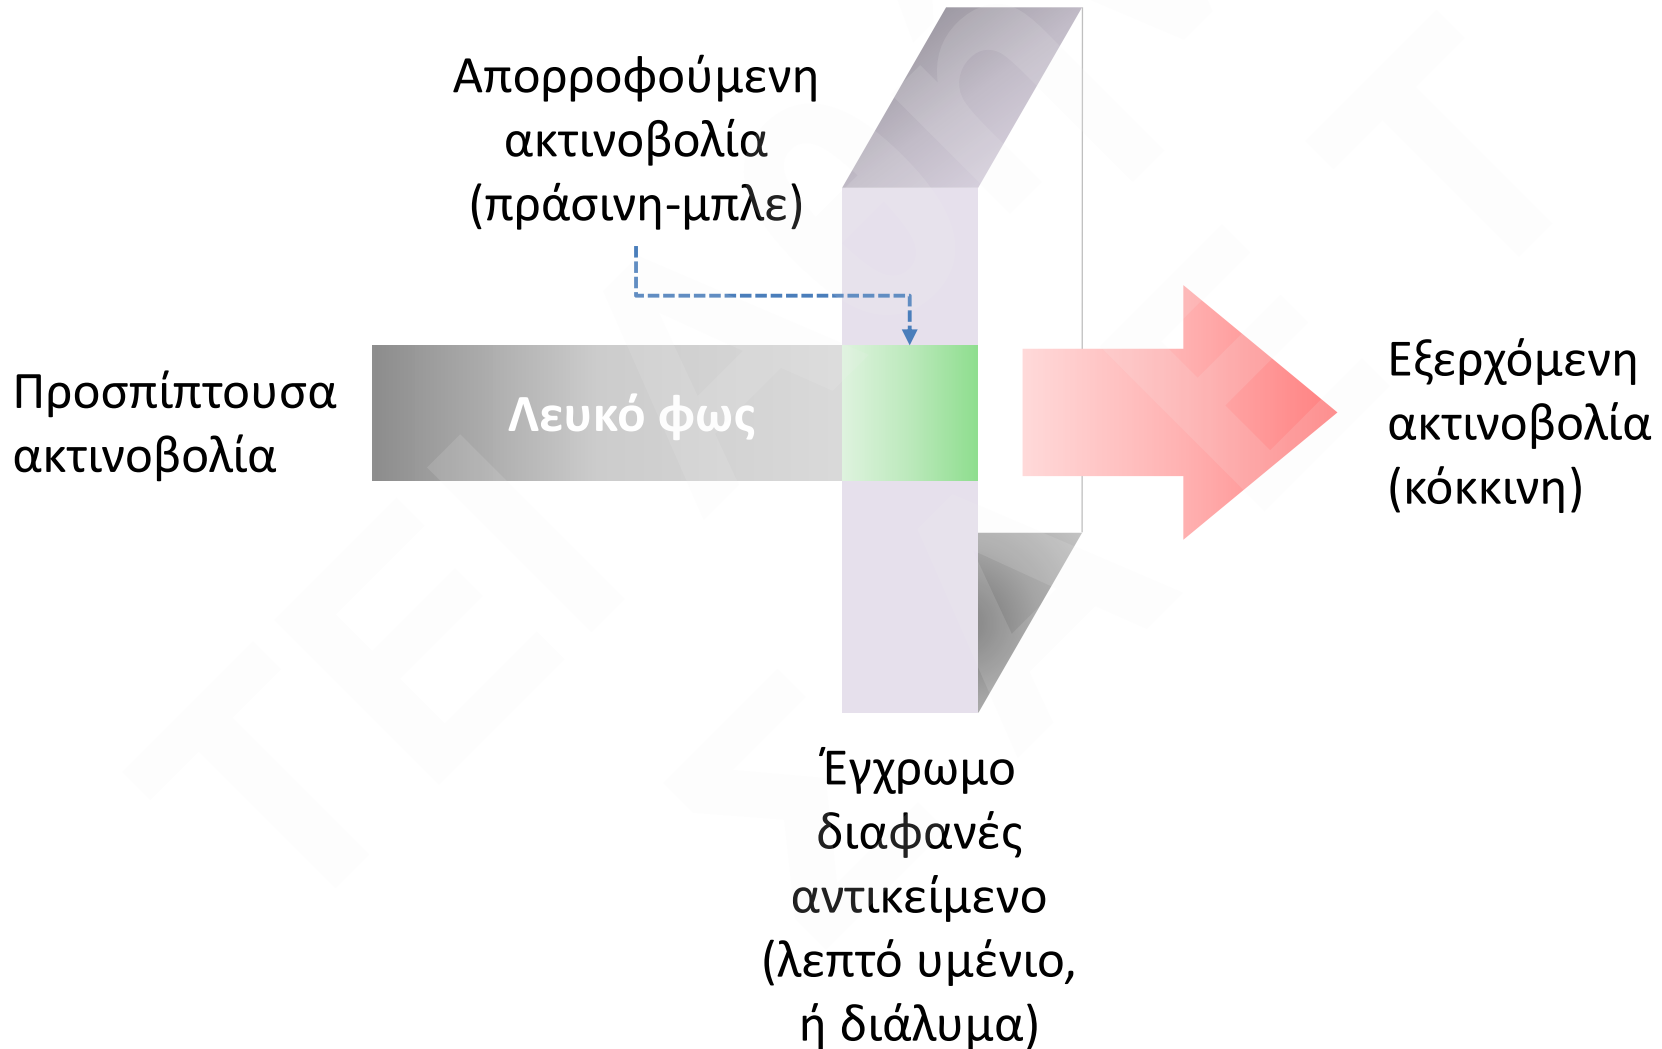 Απορροφούμενη
ακτινοβολία
(πράσινη-μπλε)
Προσπίπτουσα
ακτινοβολία
Λευκό φως
Εξερχόμενη
ακτινοβολία
(κόκκινη)
Έγχρωμο
διαφανές
αντικείμενο
(λεπτό υμένιο,
ή διάλυμα)